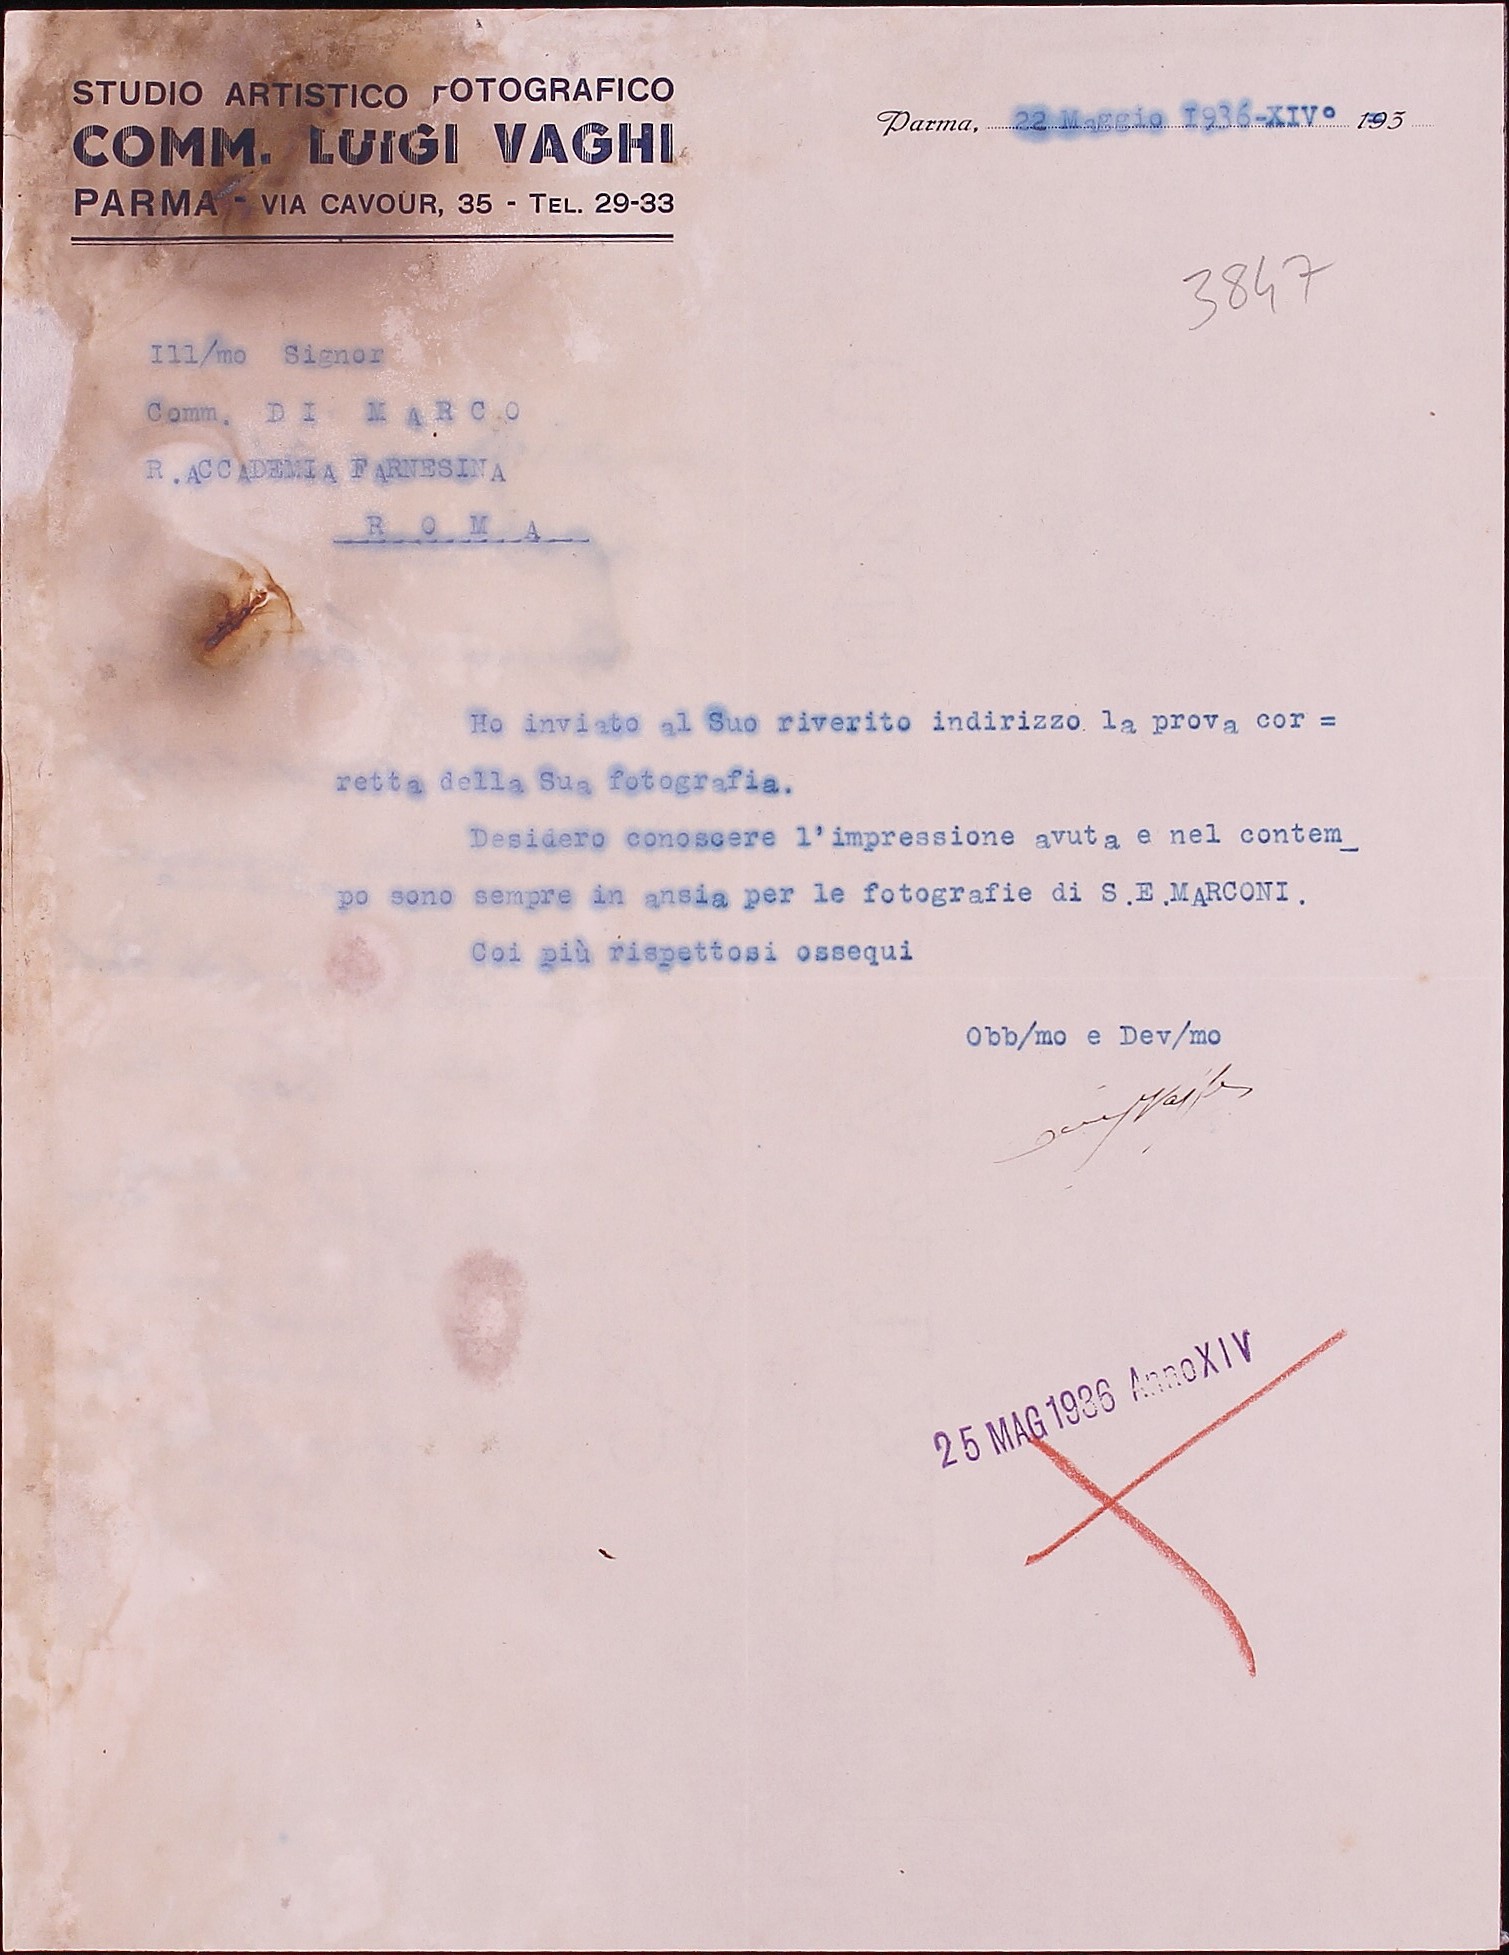 STUDIO ARTISTICO FOTOGRAFICO
COMM. LUIGI VAGHI
PARMA - VIA CAVOUR, 35 - TEL. 29-33
Parma, 22 Maggio 1936-XIV° 193
3847
Ill/mo Signor
Comm. DI MARCO
R.ACCADEMIA FARNESINA
ROMA
Ho inviato al Suo riverito indirizzo la prova cor=
retta della Sua fotografia.
Desidero conoscere l'impressione avuta e nel contem_
po sono sempre in ansia per le fotografie di S.E.MARCONI.
Coi più rispettosi ossequi
Obb/mo e Dev/mo
25 MAG 1936 Anno XIV